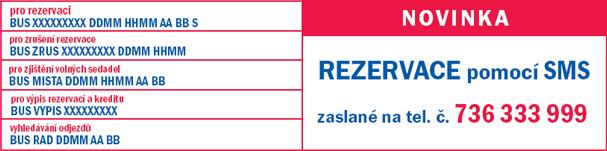 pro rezervaci
BUS XXXXXXXXX DDMM HHMM AA BB S
pro zrušení rezervace
BUS ZRUS XXXXXXXXX DDMM HHMM
pro zjištění volných sedadel
BUS MISTA DDMM HHMM AA BB
pro výpis rezervací a kreditu
BUS VYPIS XXXXXXXXX
vyhledávání odjezdů
BUS RAD DDMM AA BB
NOVINKA
REZERVACE pomocí SMS
zaslané na tel. č. 736 333 999